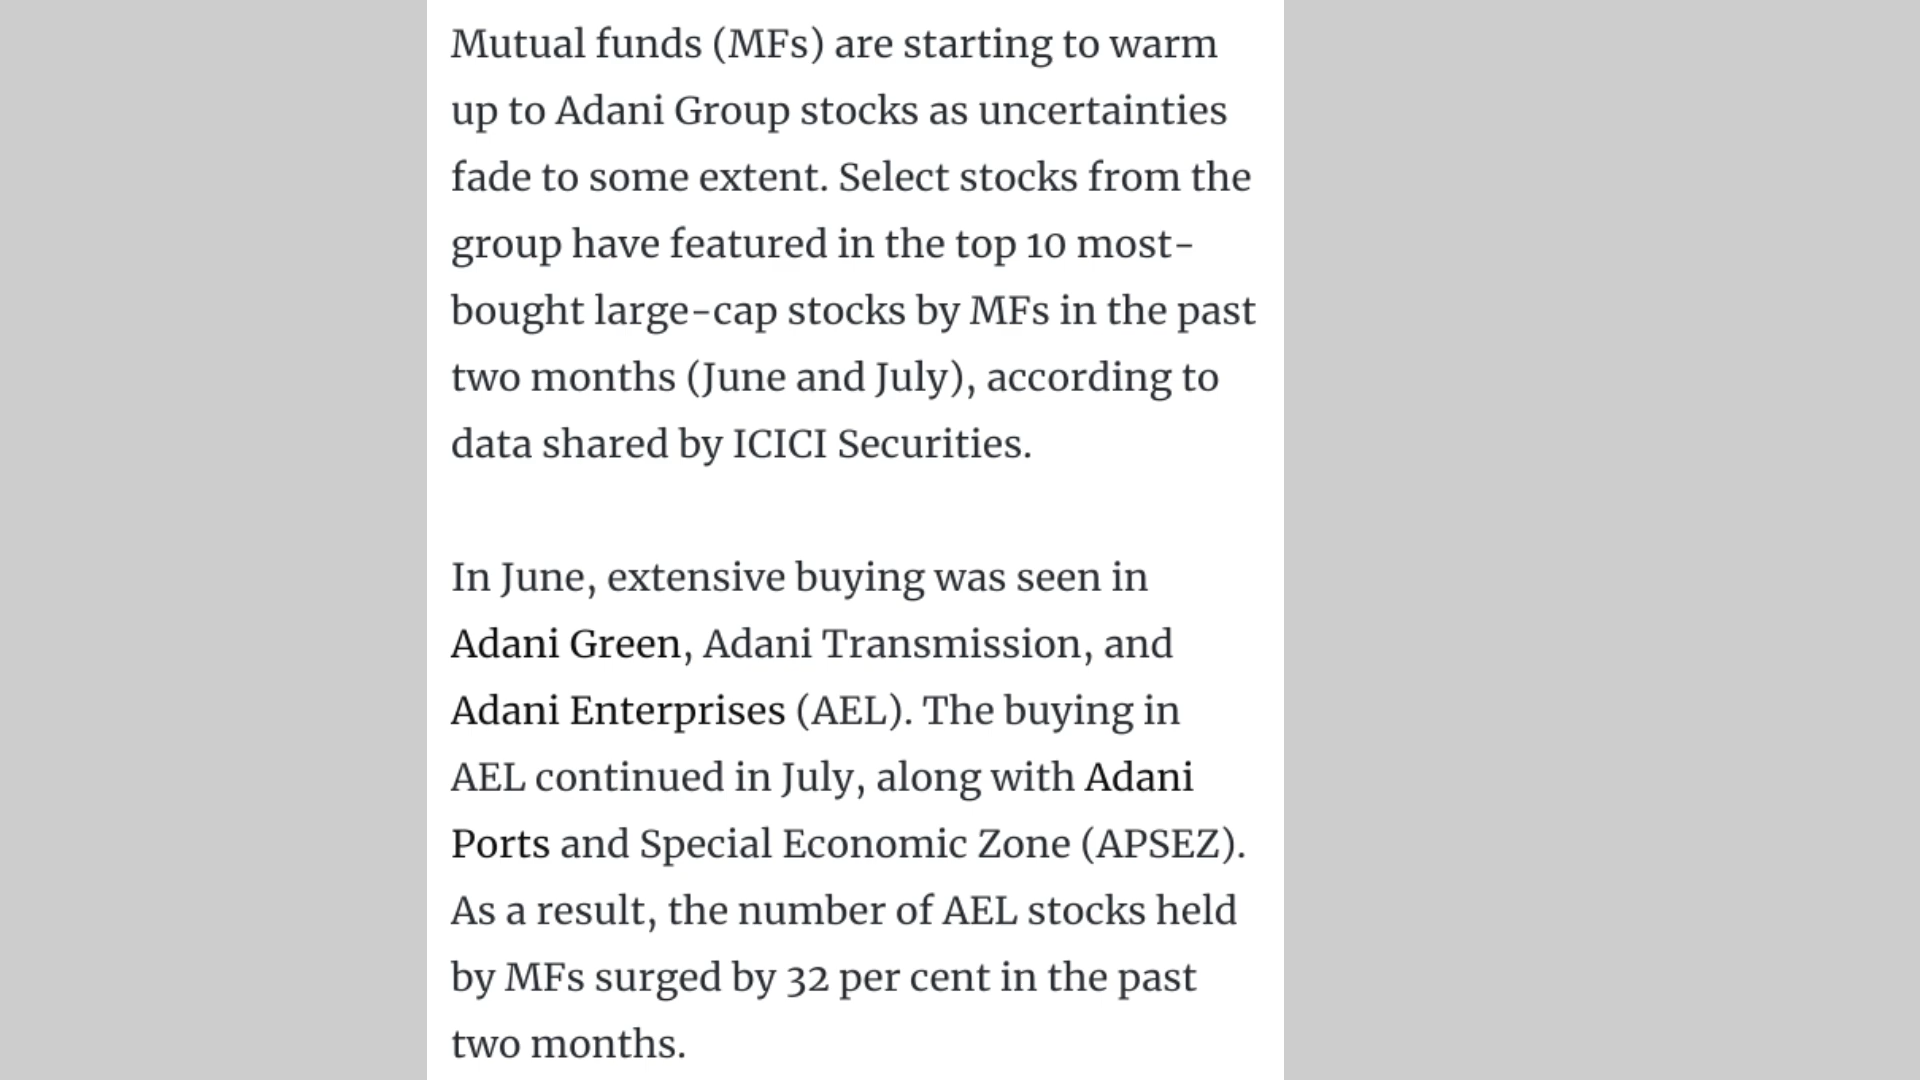 Mutual funds (MFs) are starting to warm
up to Adani Group stocks as uncertainties
fade to some extent. Select stocks from the
group have featured in the top 10 most-
bought large-cap stocks by MFs in the past
two months (June and July), according to
data shared by ICICI Securities.
In June, extensive buying was seen in
Adani Green, Adani Transmission, and
Adani Enterprises (AEL). The buying in
AEL continued in July, along with Adani
Ports and Special Economic Zone (APSEZ).
As a result, the number of AEL stocks held
by MFs surged by 32 per cent in the past
two months.